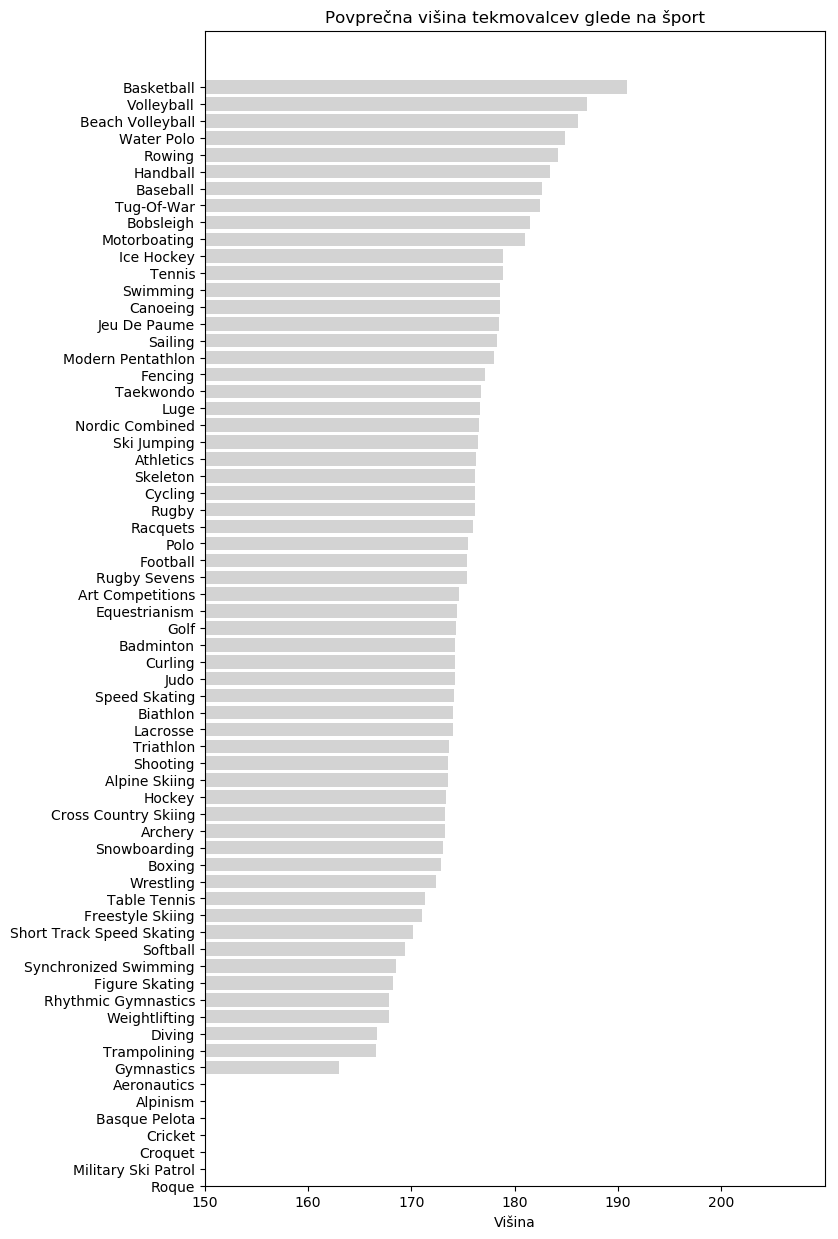 Povprečna višina tekmovalcev glede na šport
Basketball
Volleyball
Beach Volleyball
Water Polo
Rowing
Handball
Baseball
Tug-Of-War
Bobsleigh
Motorboating
Ice Hockey
Tennis
Swimming
Canoeing
Jeu De Paume
Sailing
Modern Pentathlon
Fencing
Taekwondo
Luge
Nordic Combined
Ski Jumping
Athletics
Skeleton
Cycling
Rugby
Racquets
Polo
Football
Rugby Sevens
Art Competitions
Equestrianism
Golf
Badminton
Curling
Judo
Speed Skating
Biathlon
Lacrosse
Triathlon
Shooting
Alpine Skiing
Hockey
Cross Country Skiing
Archery
Snowboarding
Boxing
Wrestling
Table Tennis
Freestyle Skiing
Short Track Speed Skating
Softball
Synchronized Swimming
Figure Skating
Rhythmic Gymnastics
Weightlifting
Diving
Trampolining
Gymnastics
Aeronautics
Alpinism
Basque Pelota
Cricket
Croquet
Military Ski Patrol
Roque
150 160 170 180 190 200
Višina